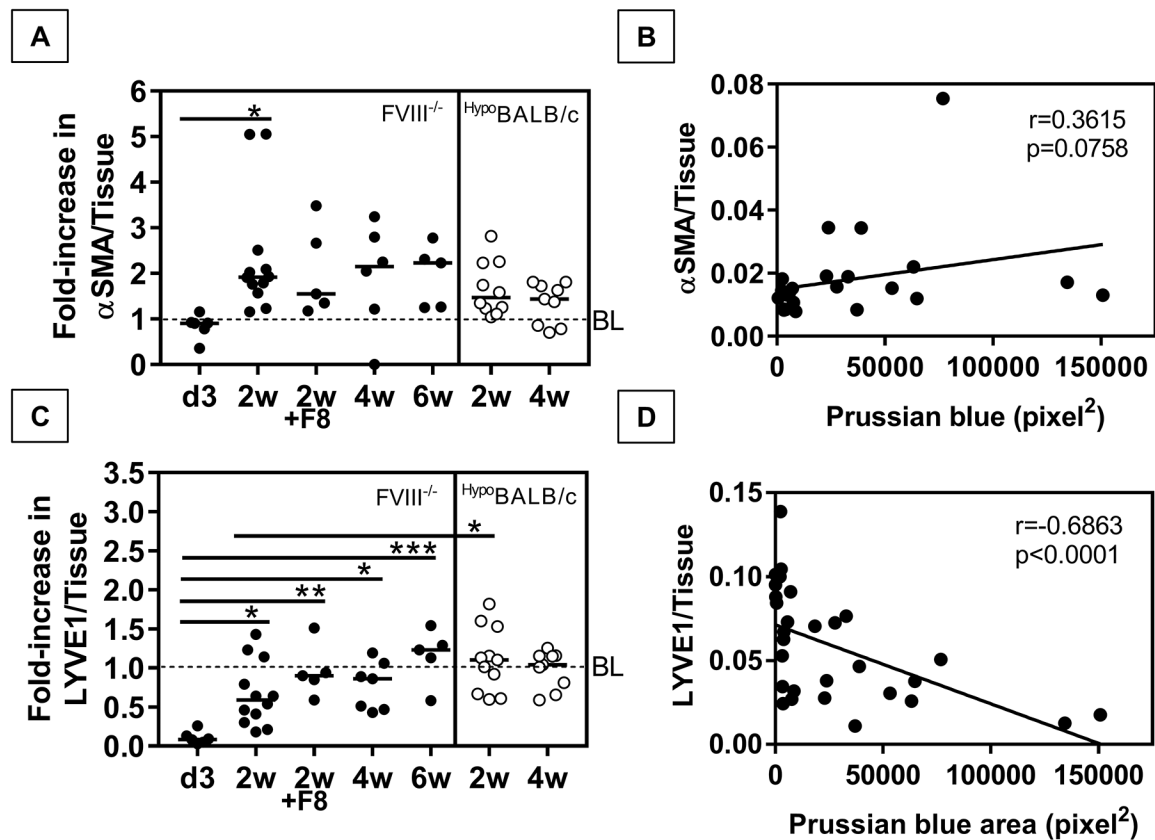 A
Fold-increase in
αSMA/Tissue
6
5
4
3
2
1
0
*
FVIII-/-
HypoBALB/c
BL
d3 2w 2w 4w 6w 2w 4w
+F8
B
αSMA/Tissue
0.08
0.06
0.04
0.02
0.00
r=0.3615
p=0.0758
0 50000 100000 150000
Prussian blue (pixel2)
C
Fold-increase in
LYVE1/Tissue
3.5
3.0
2.5
2.0
1.5
1.0
0.5
0.0
FVIII-/-
HypoBALB/c
*
***
*
**
*
BL
d3 2w 2w 4w 6w 2w 4w
+F8
D
LYVE1/Tissue
0.15
0.10
0.05
0.00
r=-0.6863
p<0.0001
0 50000 100000 150000
Prussian blue area (pixel2)